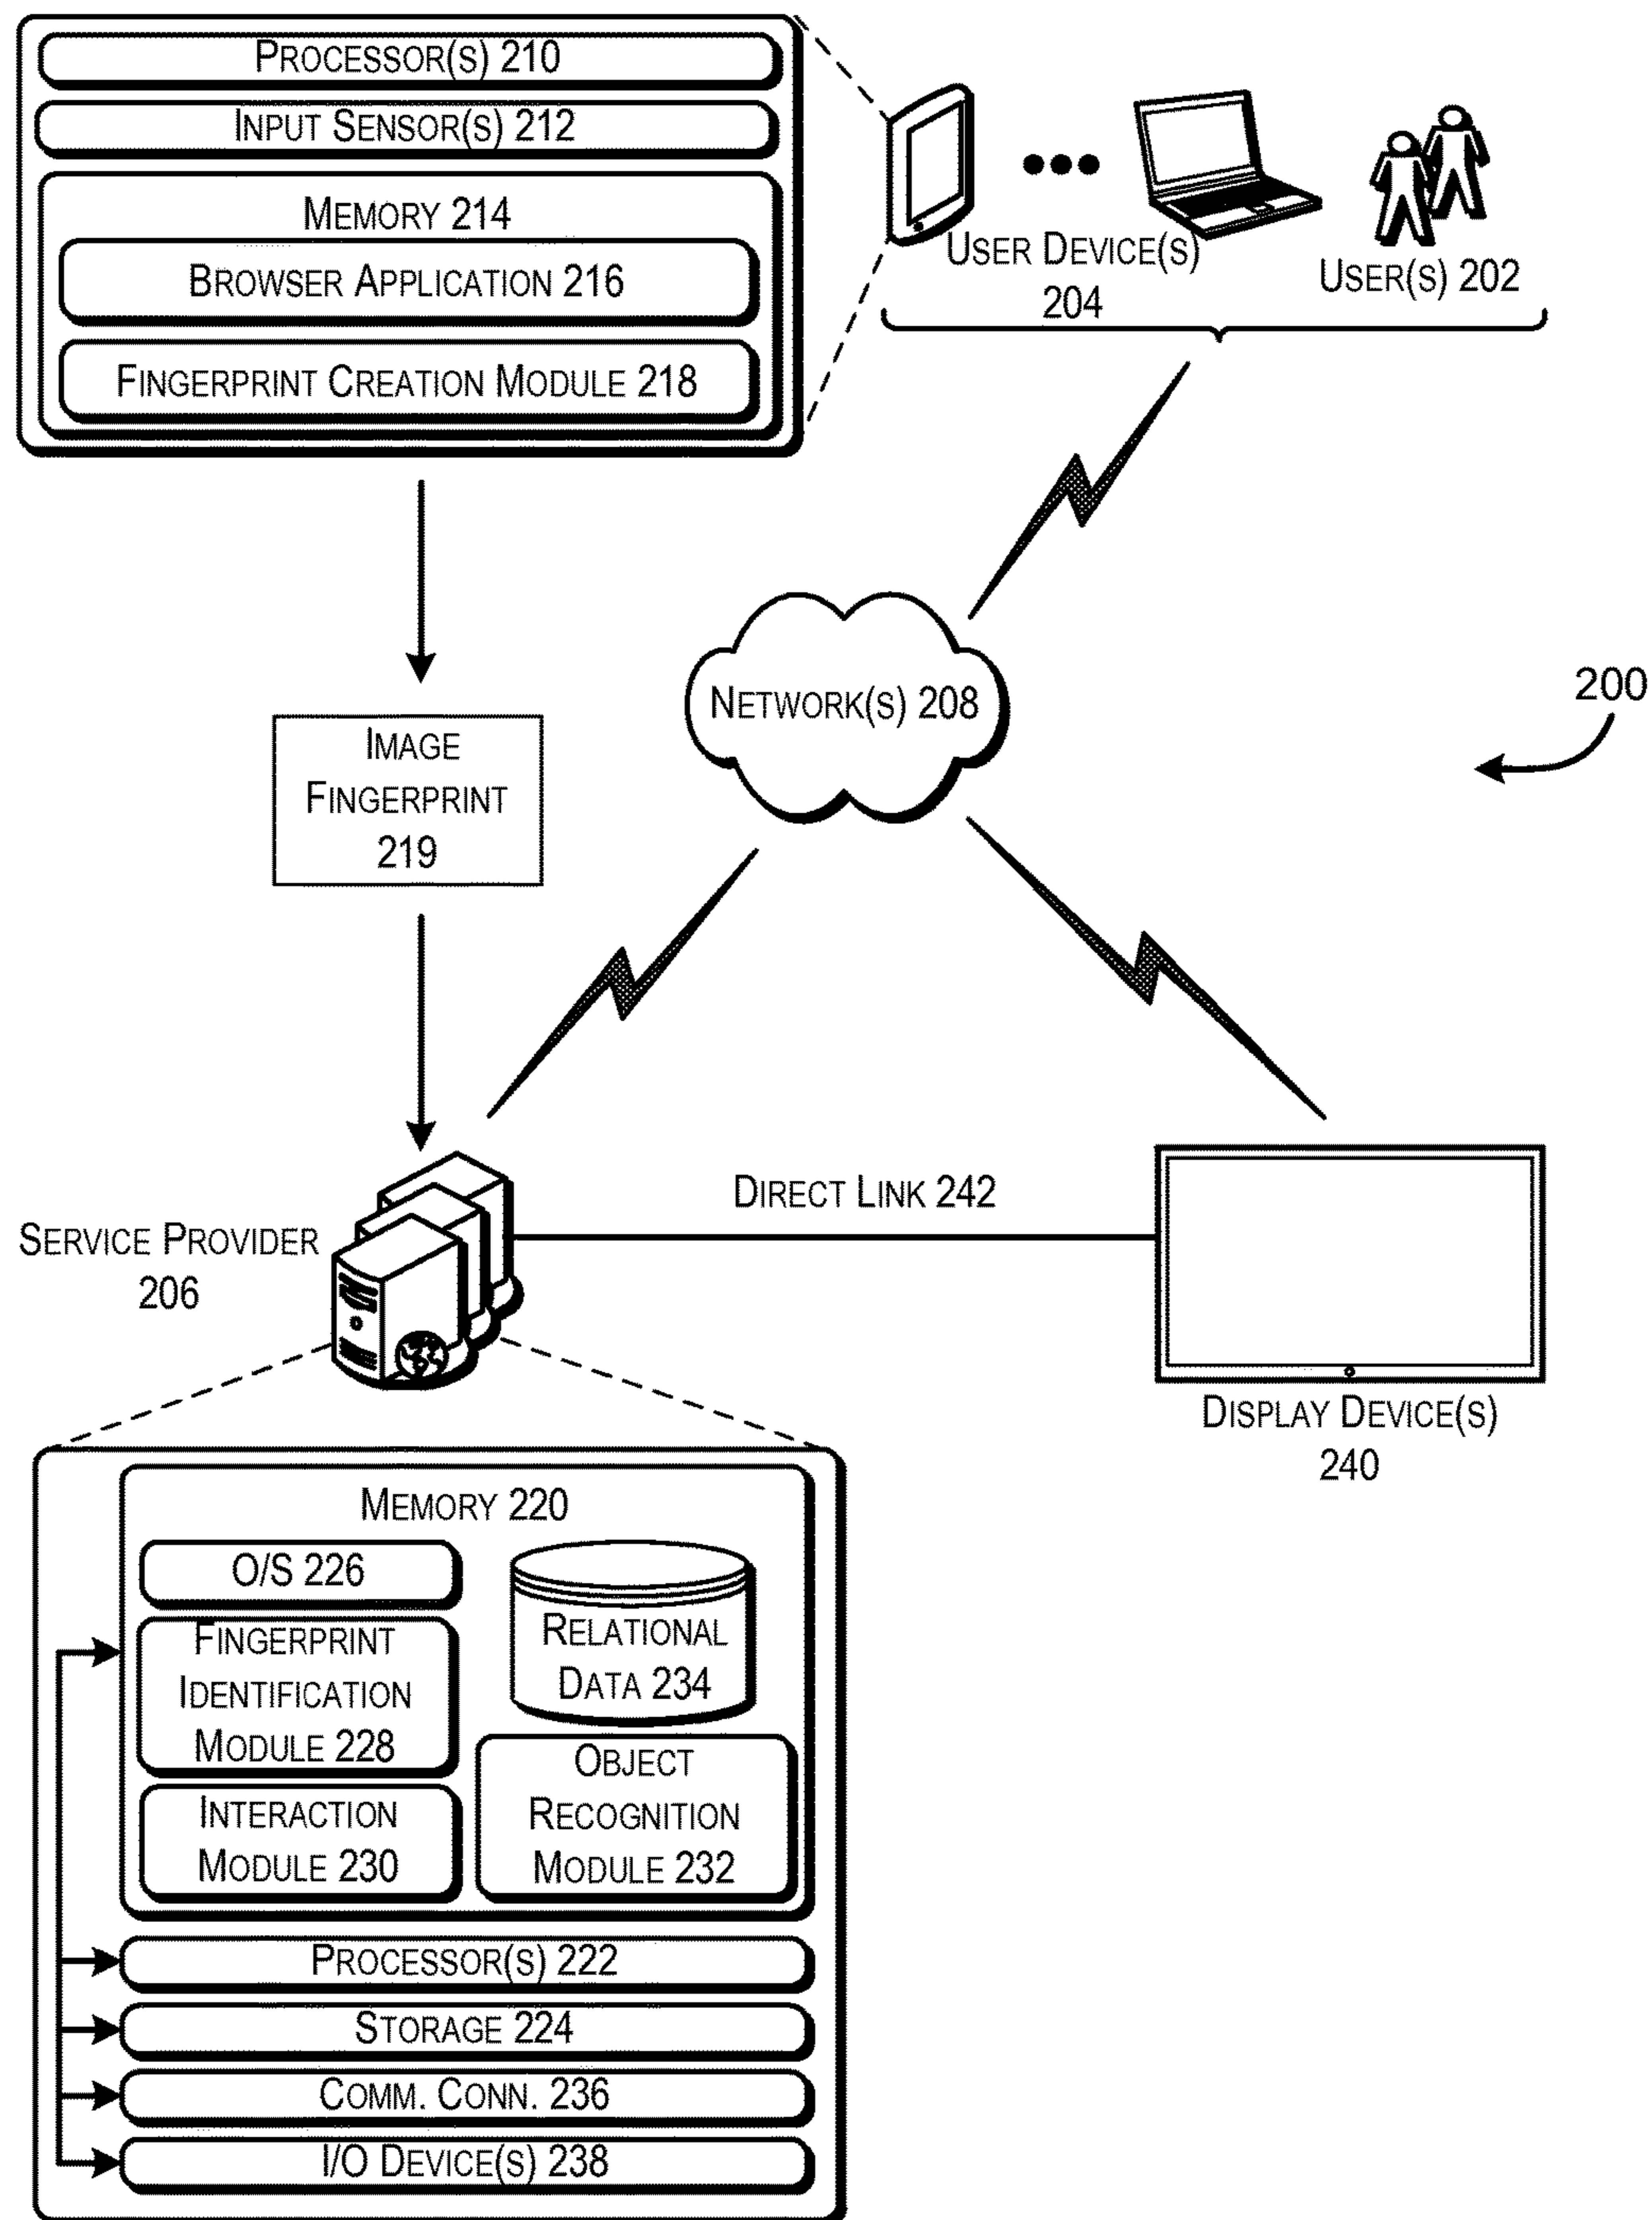 PROCESSOR(S) 210
INPUT SENSOR(S) 212
MEMORY 214
BROWSER APPLICATION 216
FINGERPRINT CREATION MODULE 218
USER DEVICE(S)
204
USER(S) 202
NETWORK(S) 208
200
IMAGE
FINGERPRINT
219
DIRECT LINK 242
SERVICE PROVIDER
206
DISPLAY DEVICE(S)
240
MEMORY 220
O/S 226
FINGERPRINT
IDENTIFICATION
MODULE 228
INTERACTION
MODULE 230
RELATIONAL
DATA 234
OBJECT
RECOGNITION
MODULE 232
PROCESSOR(S) 222
STORAGE 224
COMM. CONN. 236
I/O DEVICE(S) 238